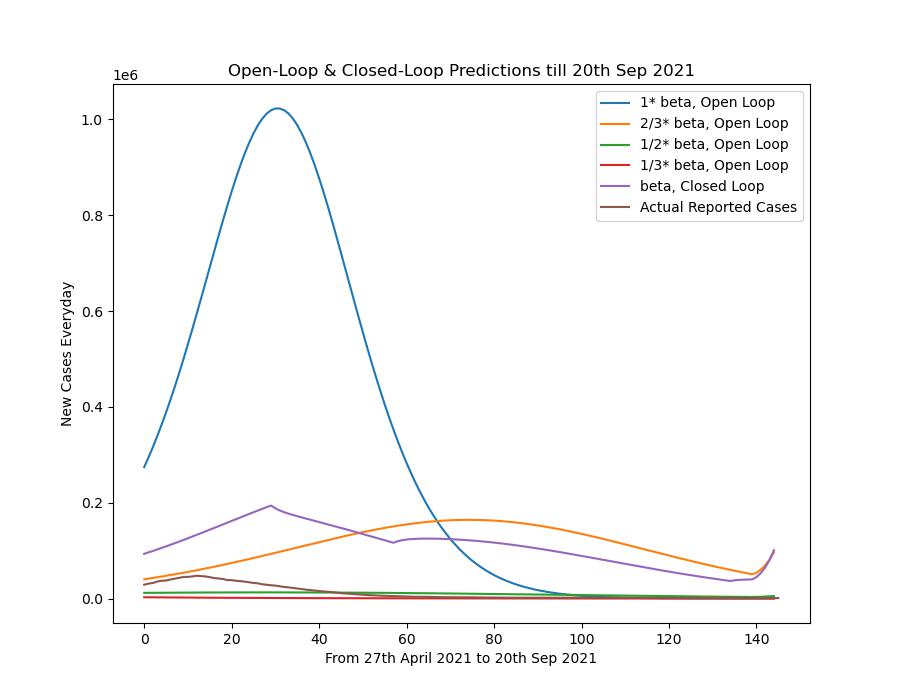 Open-Loop & Closed-Loop Predictions till 20th Sep 2021
1e6
1* beta, Open Loop
2/3* beta, Open Loop
1/2* beta, Open Loop
1/3* beta, Open Loop
beta, Closed Loop
Actual Reported Cases
New Cases Everyday
1.0
0.8
0.6
0.4
0.2
0.0
0 20 40 60 80 100 120 140
From 27th April 2021 to 20th Sep 2021